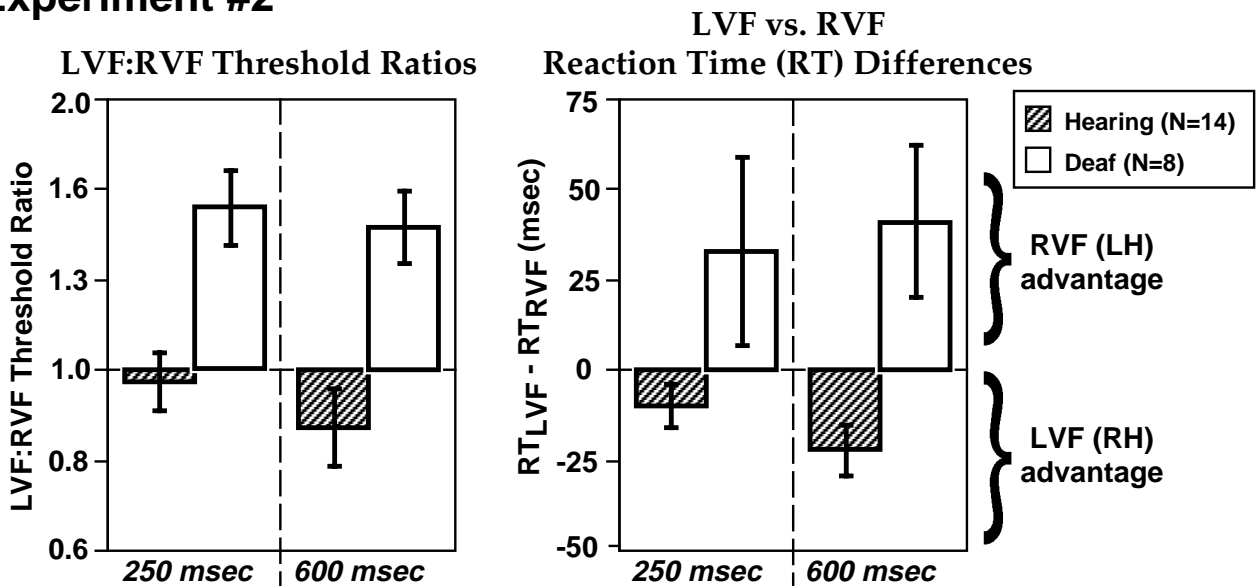 Experiment #2
LVF:RVF Threshold Ratios
LVF:RVF Threshold Ratio
2.0
1.6
1.3
1.0
0.8
0.6
250 msec
600 msec
LVF vs. RVF
Reaction Time (RT) Differences
RTLVF - RTRVF (msec)
75
50
25
0
-25
-50
250 msec
600 msec
Hearing (N=14)
Deaf (N=8)
RVF (LH)
advantage
LVF (RH)
advantage